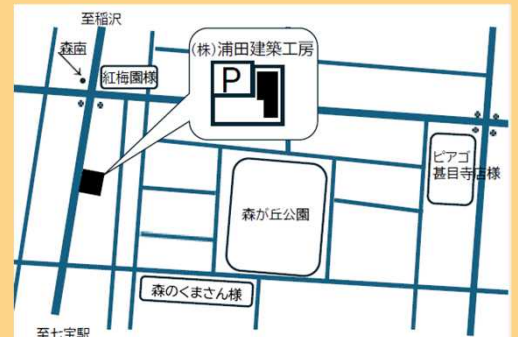 至稲沢
森南
(株)浦田建築工房
P
紅梅園様
ピアゴ
甚目寺店様
森が丘公園
森のくまさん様
至七宝駅